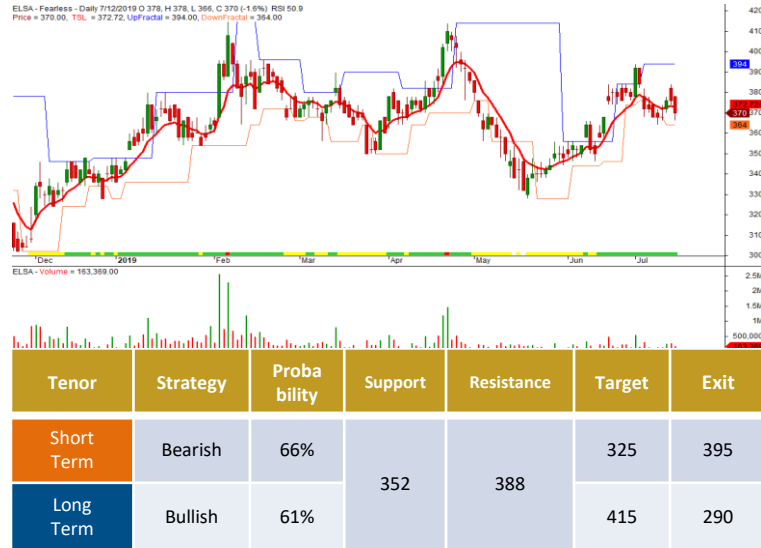 ELSA - Fearless - Daily 7/12/2019 O 378, H 378, L 366, C 370 (-1.6%) RSI 50.9
Price = 370.00, TSL = 372.72, UpFractal = 394.00, DownFractal = 364.00
420
410
400
394
390
380
372.72
370
364
360
350
340
330
320
310
300
Dec 2019 Feb Mar Apr May Jun Jul
ELSA - Volume = 163,369.00
2.5M
2M
1.5M
1M
500,000
Tenor Strategy Proba bility Support Resistance Target Exit
Short Term Bearish 66% 352 388 325 395
Long Term Bullish 61% 415 290